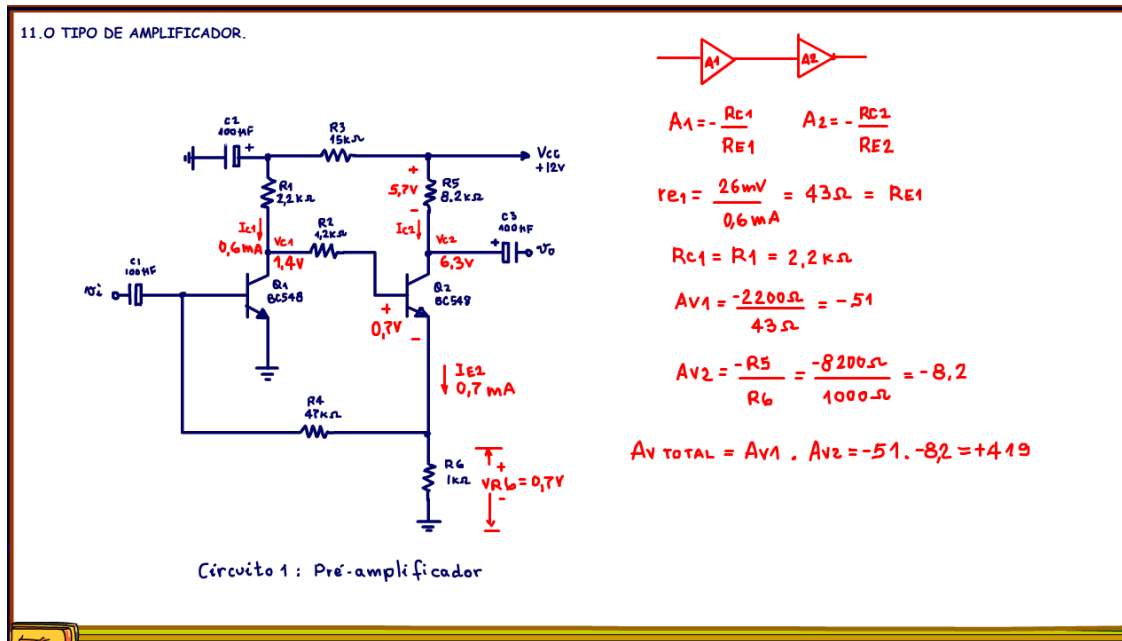 11.O TIPO DE AMPLIFICADOR.
A1 A2
A1=-RC1/RE1 A2=-RC2/RE2
re1=26mV/0,6mA=43Ω=RE1
RC1=R1=2,2KΩ
AV1=-2200Ω/43Ω=-51
AV2=-R5/R6=-8200Ω/1000Ω=-8,2
AV TOTAL=AV1.AV2=-51.-8,2=+419
C2
100µF
+
R3
15kΩ
VCC
+12V
R1
2,2kΩ
+
5,7V
-
R5
8.2kΩ
IC1
0,6mA
VC1
1,4V
R2
1,2kΩ
IC2
VC2
6,3V
C3
100µF
+
vo
C1
100µF
vi
Q1
BC548
Q2
BC548
+
0,7V
-
IE2
0,7mA
R4
47kΩ
R6
1kΩ
+
VR6=0,7V
-
Circuito 1: Pré-amplificador